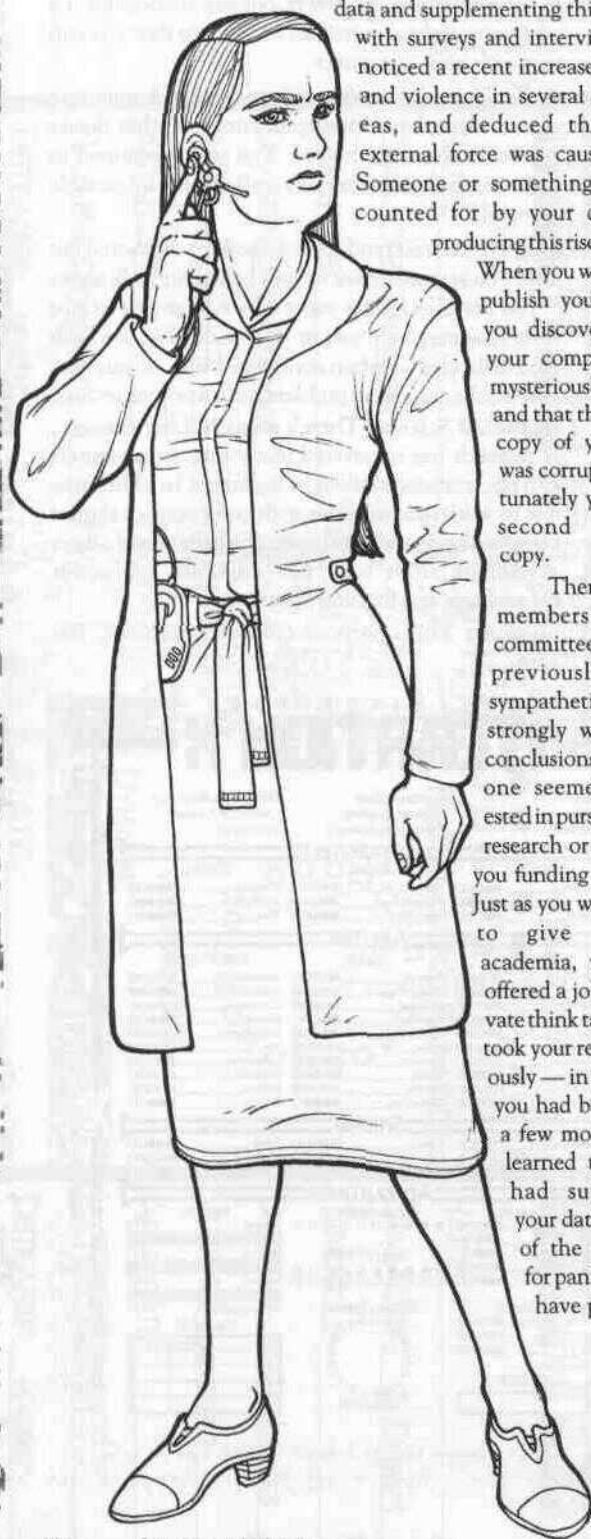 data and supplementing thi
with surveys and intervi
noticed a recent increase
and violence in several
eas, and deduced th
external force was caus
Someone or something
counted for by your c
producing this rise
When you w
publish you
you discove
your comp
mysterious
and that th
copy of y
was corrup
tunately y
second
copy.
Ther
members
committee
previously
sympatheti
strongly w
conclusions
one seeme
ested in purs
research or
you funding
Just as you w
to give
academia,
offered a jo
vate think ta
took your re
ously — in
you had b
a few mo
learned t
had su
your dat
of the
for pan
have p